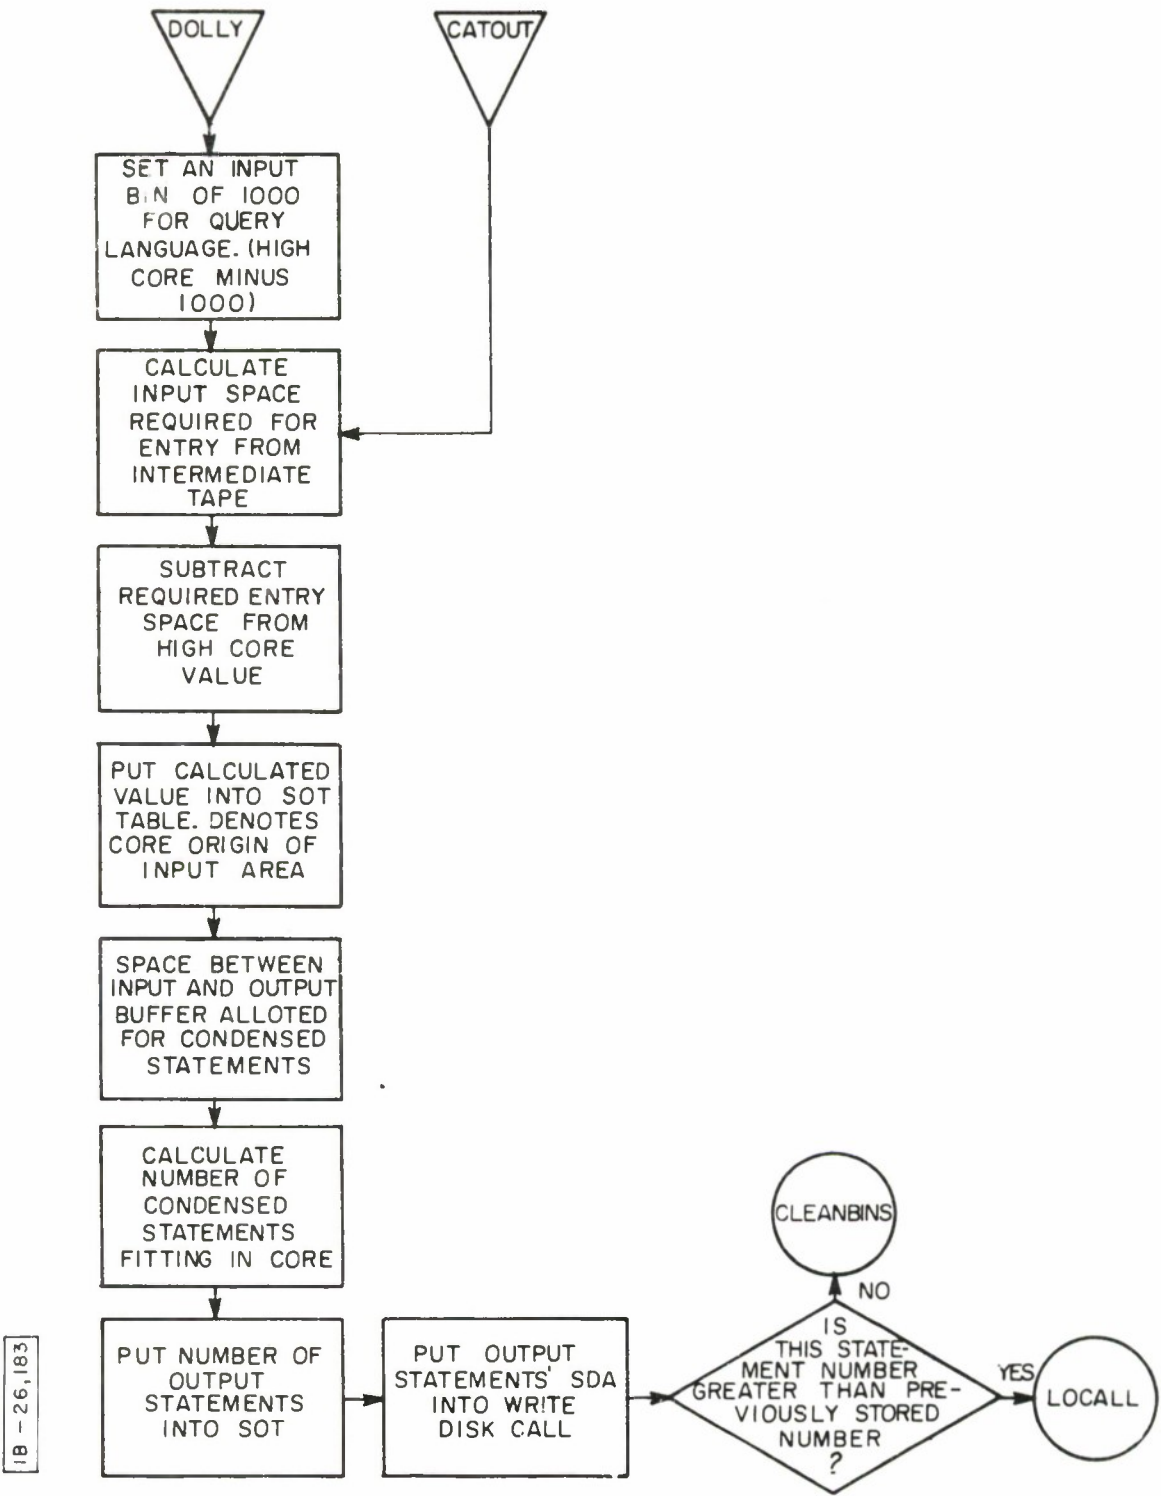 DOLLY
CATOUT
SET AN INPUT
BIN OF 1000
FOR QUERY
LANGUAGE. (HIGH
CORE MINUS
1000)
CALCULATE
INPUT SPACE
REQUIRED FOR
ENTRY FROM
INTERMEDIATE
TAPE
SUBTRACT
REQUIRED ENTRY
SPACE FROM
HIGH CORE
VALUE
PUT CALCULATED
VALUE INTO SOT
TABLE. DENOTES
CORE ORIGIN OF
INPUT AREA
SPACE BETWEEN
INPUT AND OUTPUT
BUFFER ALLOTED
FOR CONDENSED
STATEMENTS
CALCULATE
NUMBER OF
CONDENSED
STATEMENTS
FITTING IN CORE
PUT NUMBER OF
OUTPUT
STATEMENTS
INTO SOT
PUT OUTPUT
STATEMENTS' SDA
INTO WRITE
DISK CALL
IS
THIS STATE-
MENT NUMBER
GREATER THAN PRE-
VIOUSLY STORED
NUMBER
?
NO
CLEANBINS
YES
LOCALL
1B-26,183